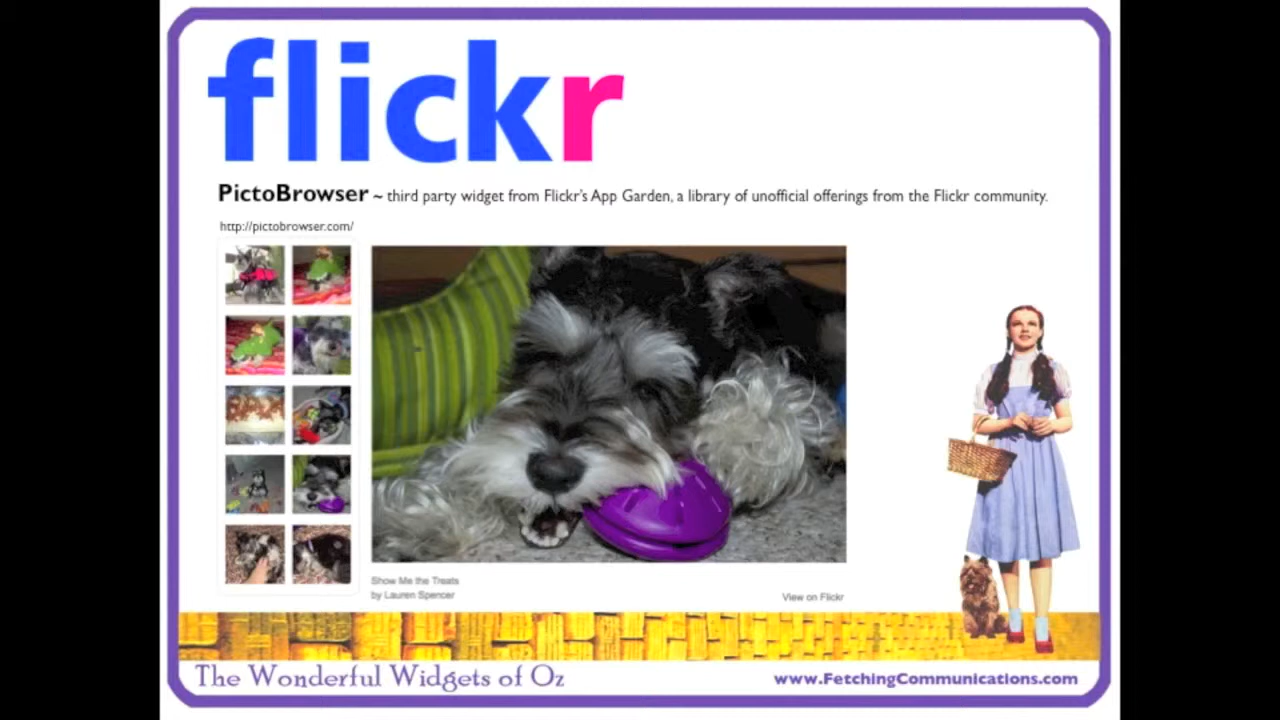 flickr
PictoBrowser ~ third party widget from Flickr's App Garden, a library of unofficial offerings from the Flickr community.
http://pictobrowser.com/
Show Me the Treats
by Lauren Spencer
View on Flickr
The Wonderful Widgets of Oz
www.FetchingCommunications.com